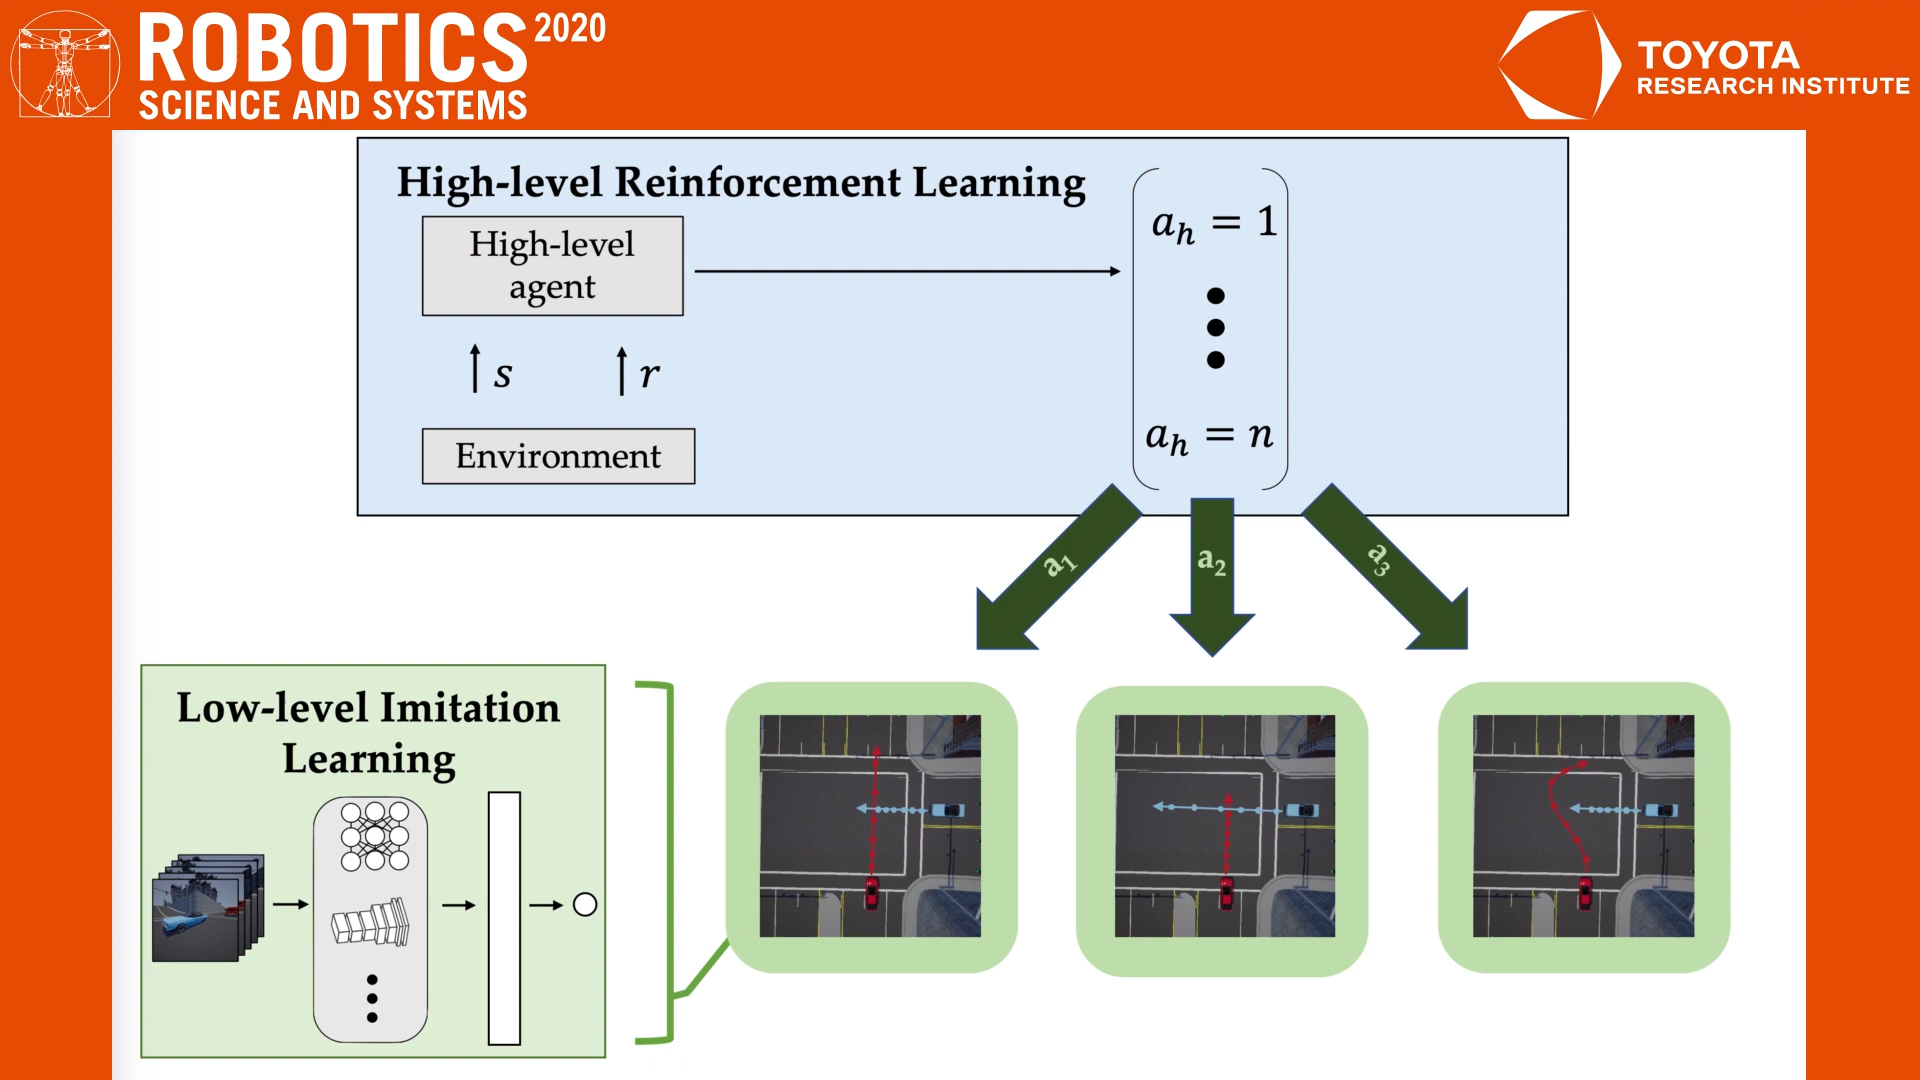 ROBOTICS 2020
SCIENCE AND SYSTEMS
TOYOTA
RESEARCH INSTITUTE
High-level Reinforcement Learning
High-level
agent
s
r
Environment
a_h = 1
a_h = n
a_1
a_2
a_3
Low-level Imitation
Learning